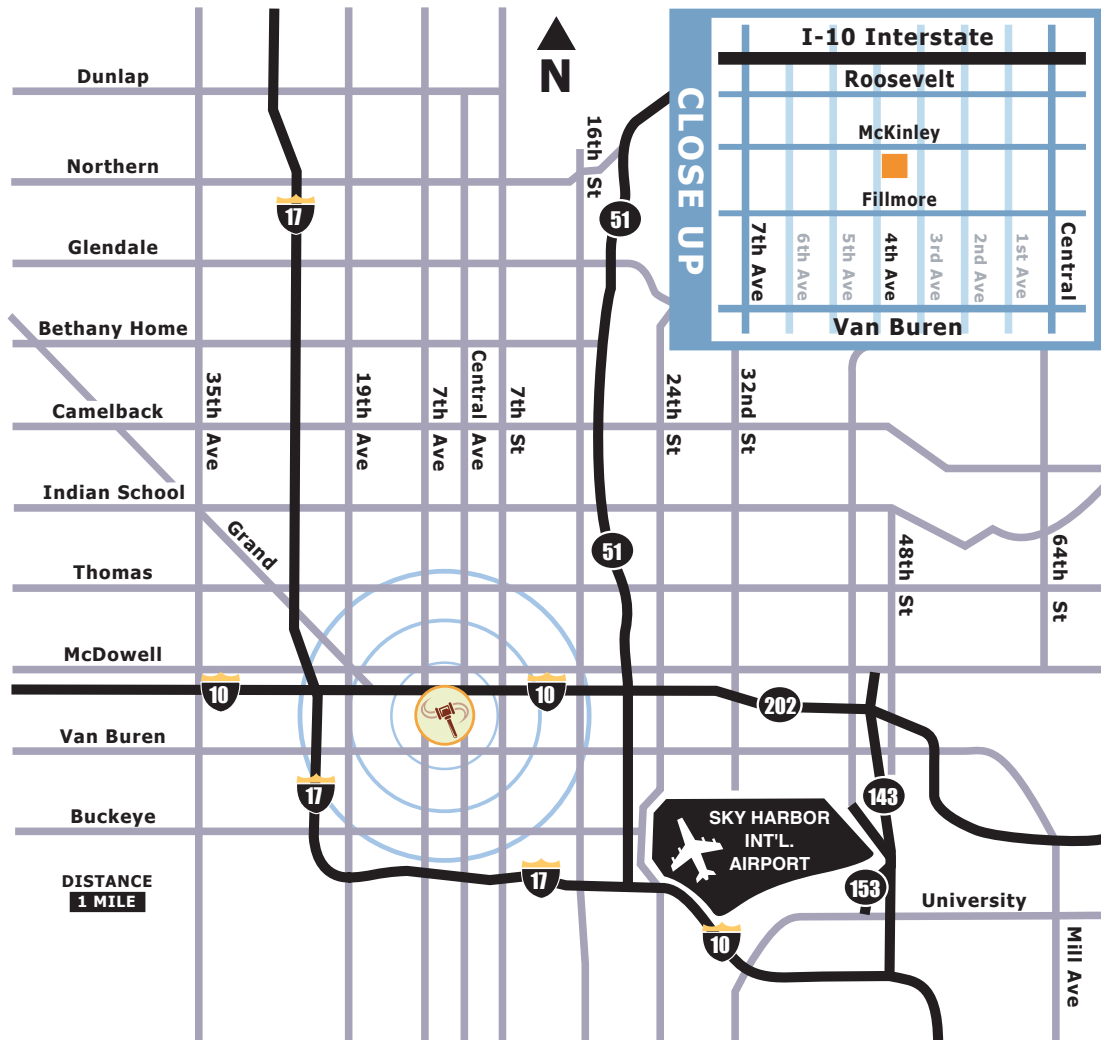 Dunlap
Northern
Glendale
Bethany Home
Camelback
Indian School
Grand
Thomas
McDowell
Van Buren
Buckeye
DISTANCE
1 MILE
N
17
51
16th St
35th Ave
19th Ave
7th Ave
Central Ave
7th St
24th St
32nd St
51
48th St
64th St
10
10
202
17
143
SKY HARBOR
INT'L.
AIRPORT
153
17
10
University
Mill Ave
CLOSE UP
I-10 Interstate
Roosevelt
McKinley
Fillmore
7th Ave
6th Ave
5th Ave
4th Ave
3rd Ave
2nd Ave
1st Ave
Central
Van Buren